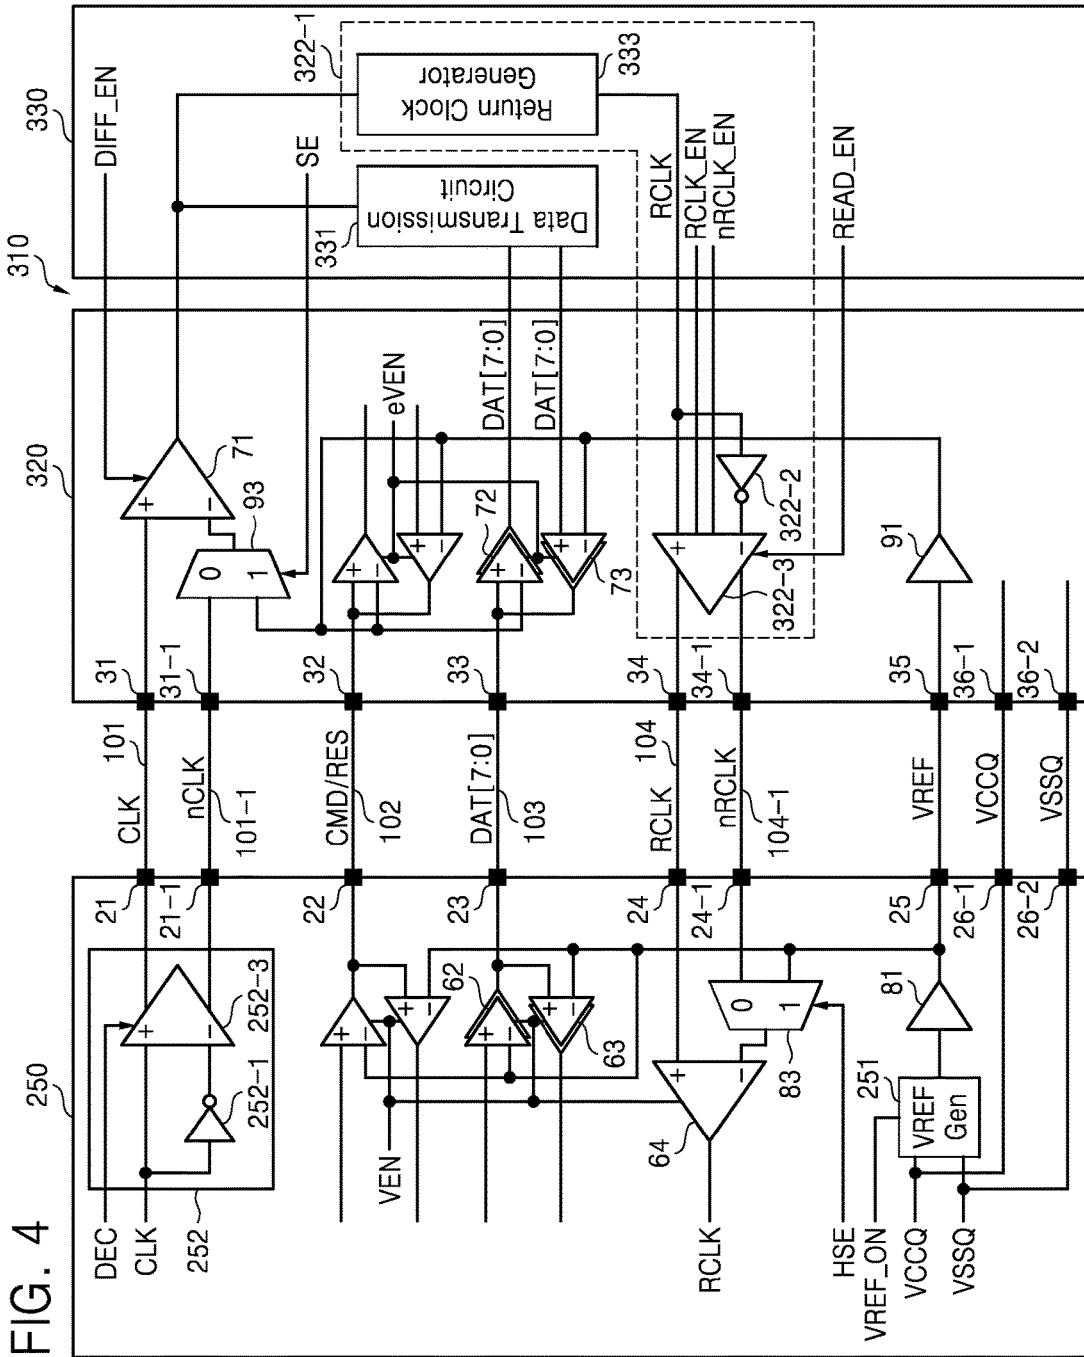 FIG. 4
250
310
320
330
DEC
CLK
252
252-1
252-3
+
−
21
21-1
CLK
101
nCLK
101-1
31
31-1
+
−
71
0
1
93
DIFF_EN
SE
322-1
Return Clock
Generator
333
Data Transmission
Circuit
331
VEN
+
−
+
−
22
CMD/RES
102
32
+
−
+
−
eVEN
+
−
62
+
−
63
23
DAT[7:0]
103
33
+
−
72
+
−
73
DAT[7:0]
DAT[7:0]
RCLK
64
+
−
0
1
83
HSE
24
24-1
RCLK
104
nRCLK
104-1
34
34-1
+
−
322-3
322-2
RCLK
RCLK_EN
nRCLK_EN
READ_EN
VREF_ON
VCCQ
VSSQ
251
VREF
Gen
81
25
26-1
26-2
VREF
VCCQ
VSSQ
35
36-1
36-2
91